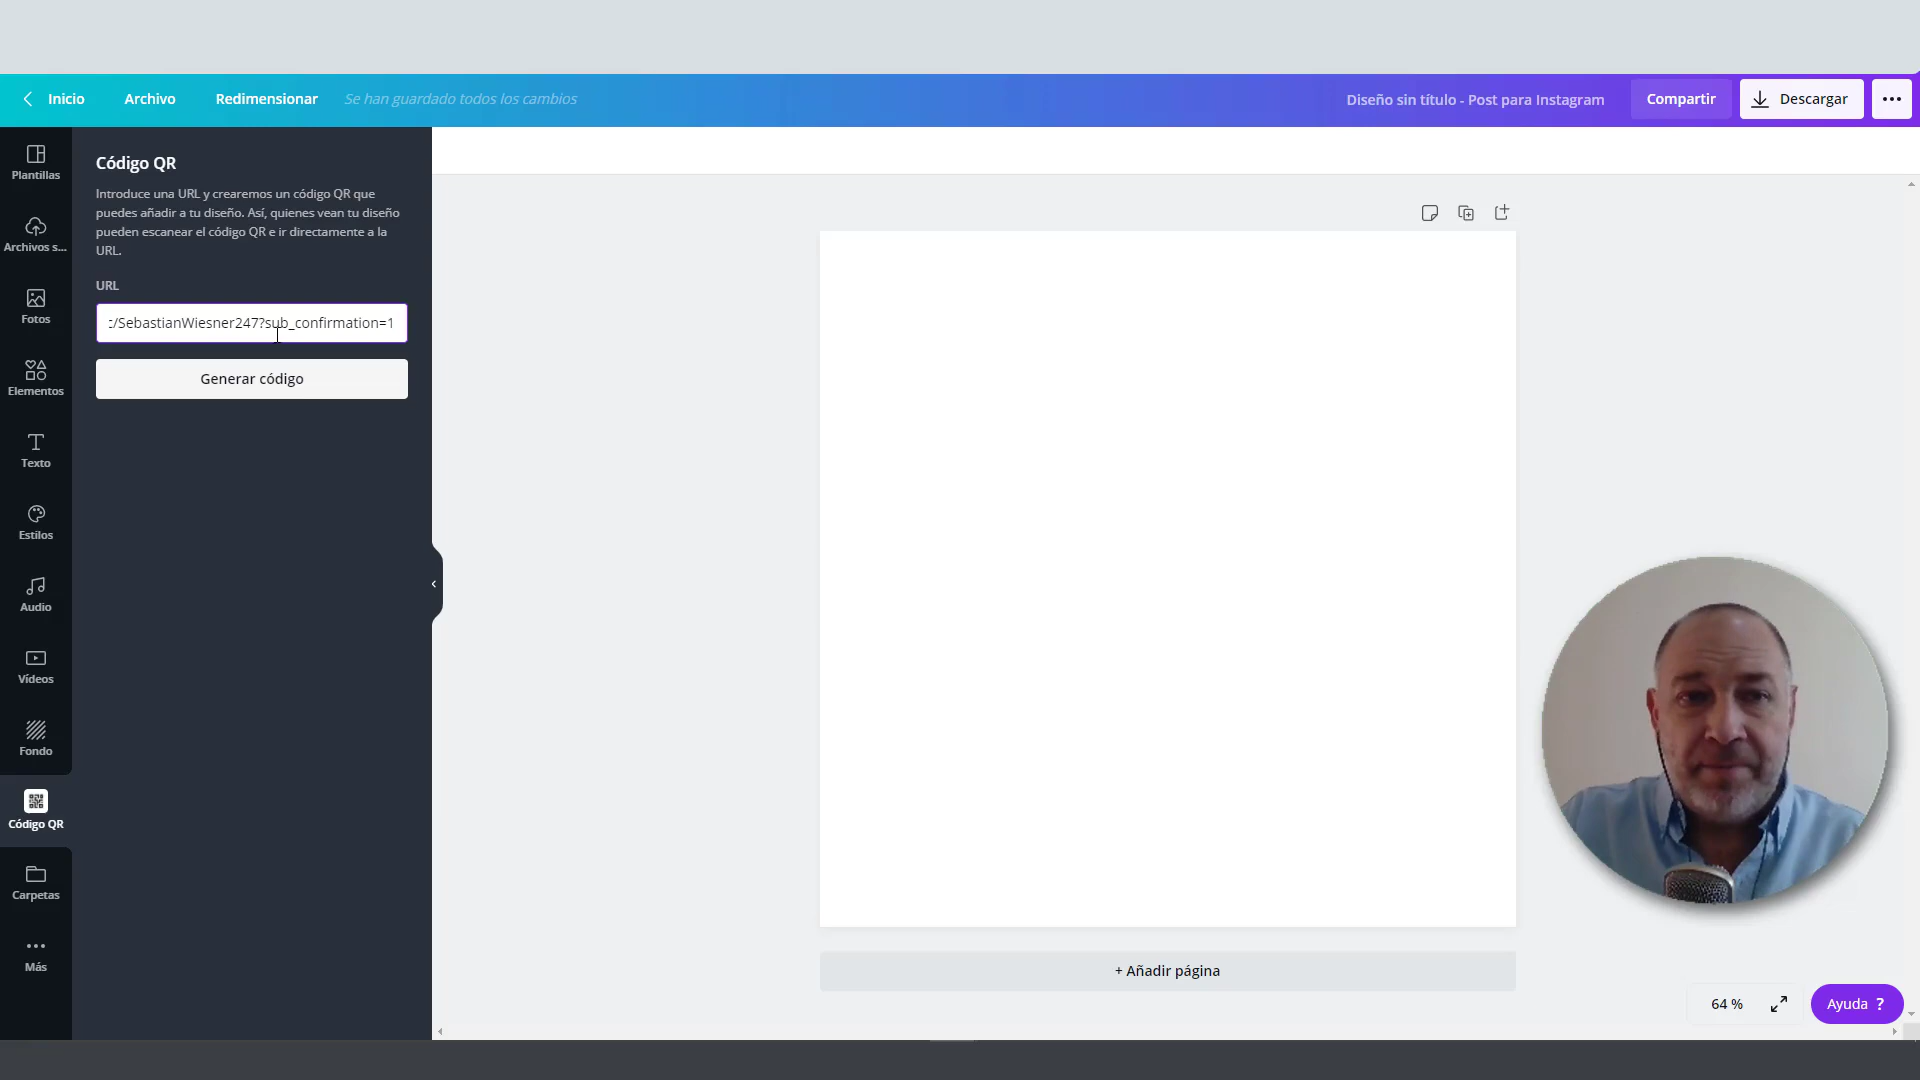 Inicio
Archivo
Redimensionar
Se han guardado todos los cambios
Diseño sin título - Post para Instagram
Compartir
Descargar
Plantillas
Archivos s...
Fotos
Elementos
Texto
Estilos
Audio
Vídeos
Fondo
Código QR
Carpetas
Más
Código QR
Introduce una URL y crearemos un código QR que
puedes añadir a tu diseño. Así, quienes vean tu diseño
pueden escanear el código QR e ir directamente a la
URL.
URL
c/SebastianWiesner247?sub_confirmation=1
Generar código
+ Añadir página
64 %
Ayuda ?